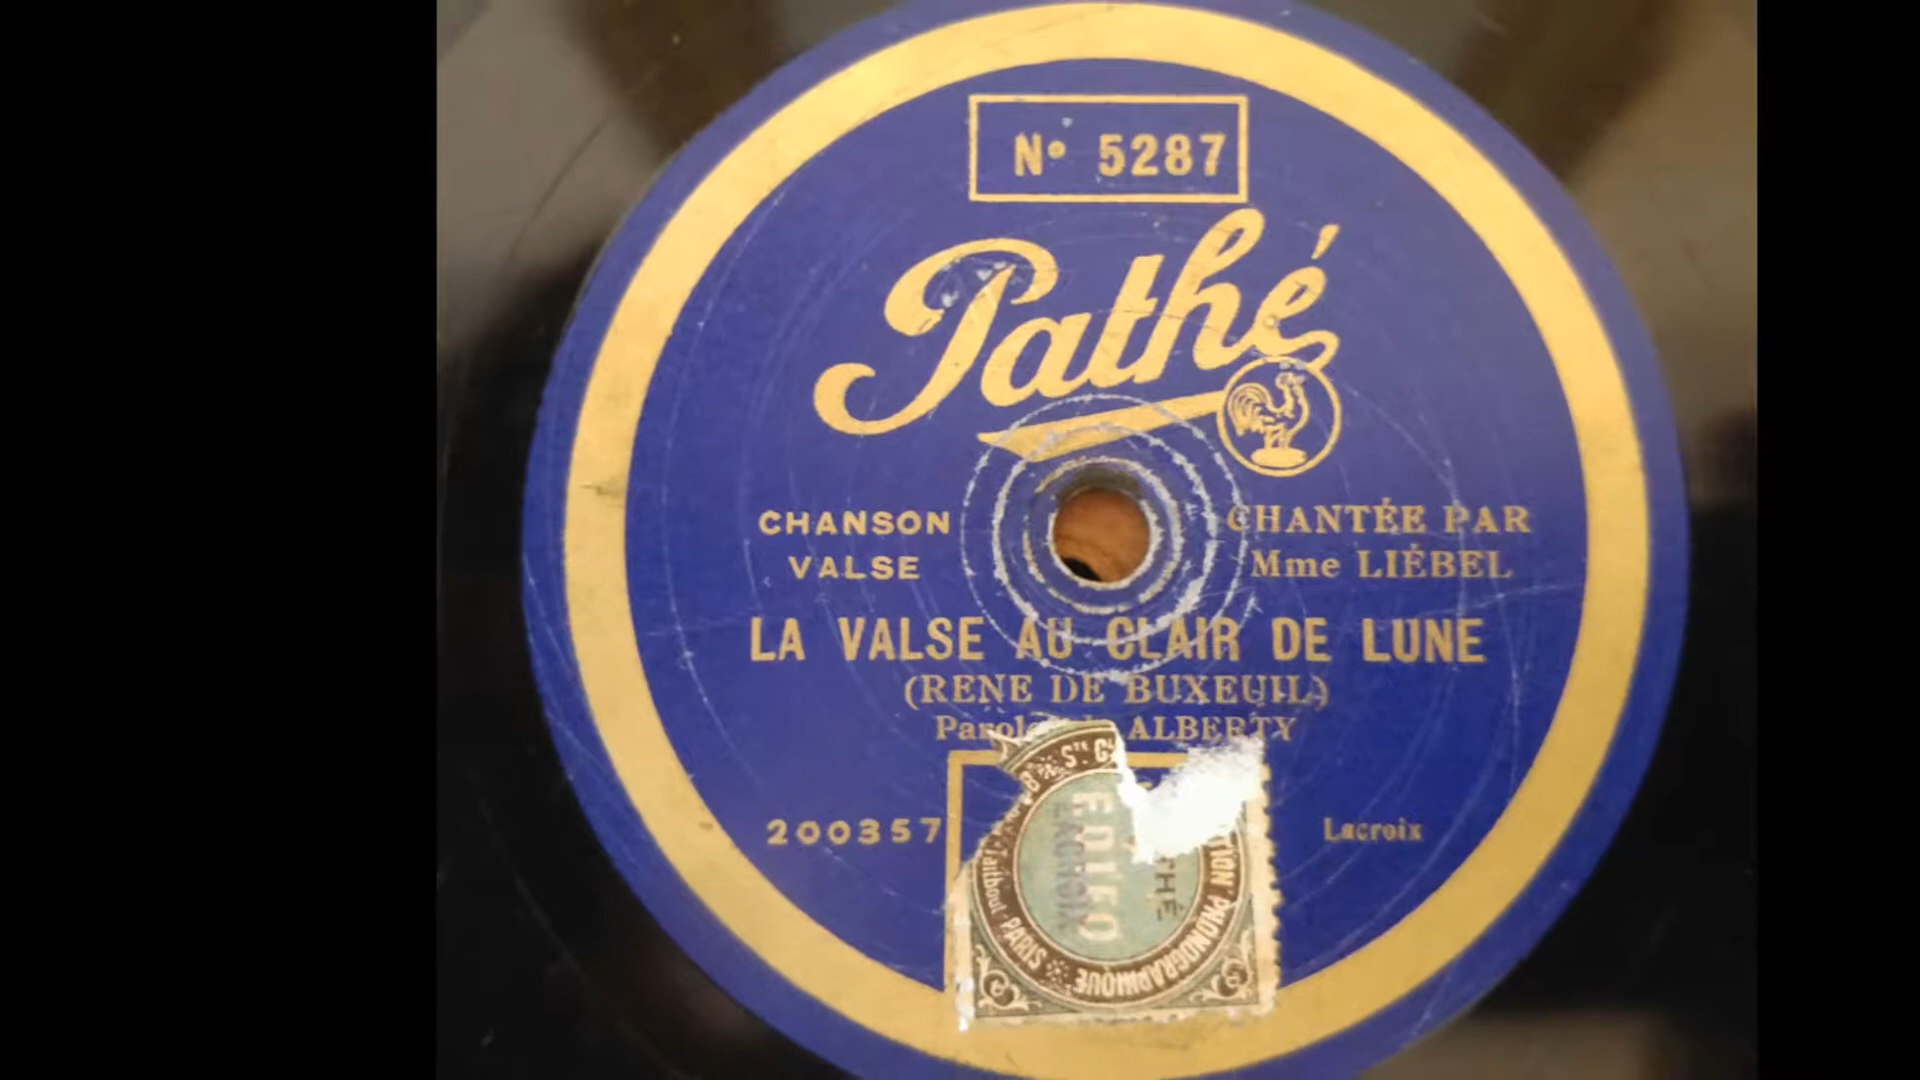 N° 5287
Pathé
CHANSON
VALSE
CHANTÉE PAR
Mme LIÉBEL
LA VALSE AU CLAIR DE LUNE
(RENE DE BUXEUIL)
ALBERTY
200357
Lacroix
Taitbout - PARIS
PHONOGRAPHIQUE